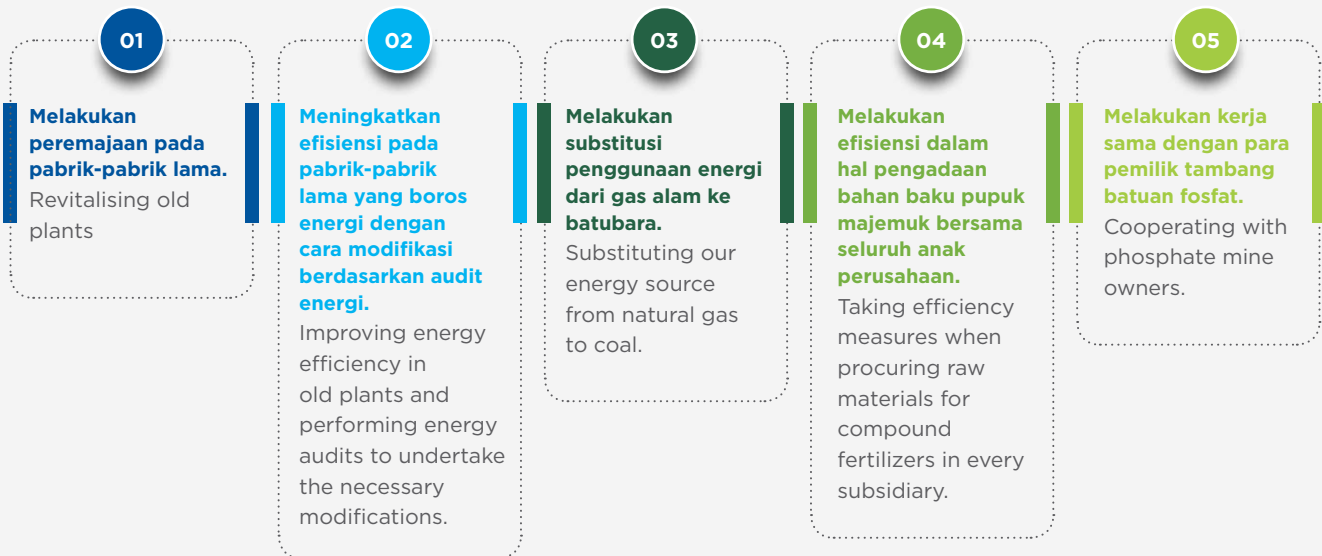 01
Melakukan
peremajaan pada
pabrik-pabrik lama.
Revitalising old
plants
02
Meningkatkan
efisiensi pada
pabrik-pabrik
lama yang boros
energi dengan
cara modifikasi
berdasarkan audit
energi.
Improving energy
efficiency in
old plants and
performing energy
audits to undertake
the necessary
modifications.
03
Melakukan
substitusi
penggunaan energi
dari gas alam ke
batubara.
Substituting our
energy source
from natural gas
to coal.
04
Melakukan
efisiensi dalam
hal pengadaan
bahan baku pupuk
majemuk bersama
seluruh anak
perusahaan.
Taking efficiency
measures when
procuring raw
materials for
compound
fertilizers in every
subsidiary.
05
Melakukan kerja
sama dengan para
pemilik tambang
batuan fosfat.
Cooperating with
phosphate mine
owners.